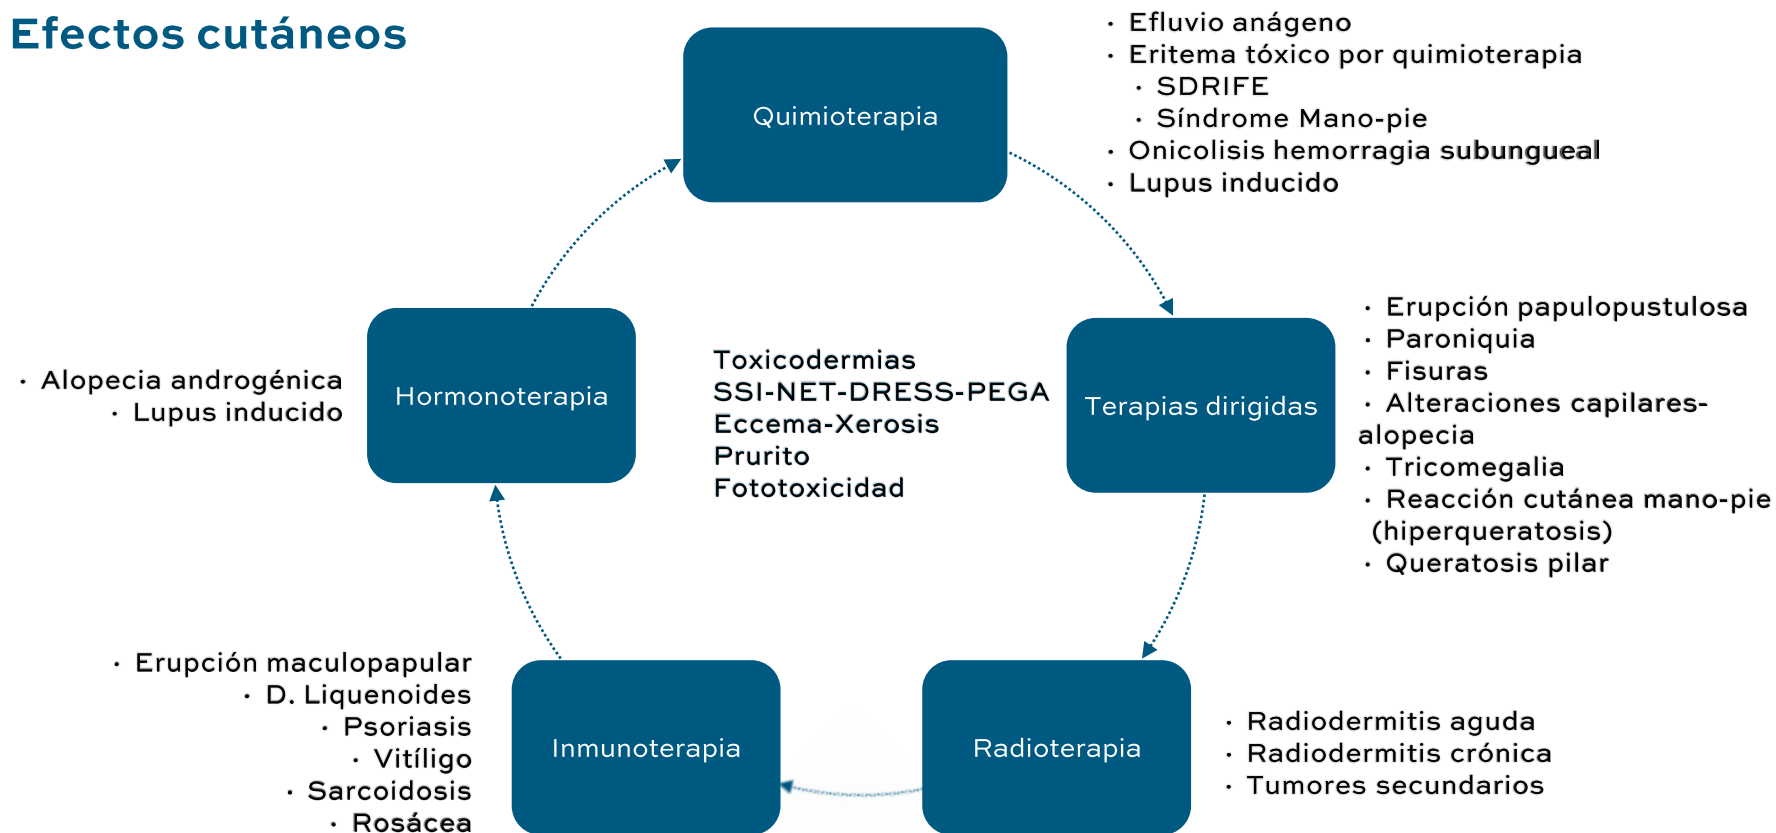 Efectos cutáneos
Quimioterapia
· Efluvio anágeno
· Eritema tóxico por quimioterapia
· SDRIFE
· Síndrome Mano-pie
· Onicolisis hemorragia subungueal
· Lupus inducido
Terapias dirigidas
· Erupción papulopustulosa
· Paroniquia
· Fisuras
· Alteraciones capilares-
alopecia
· Tricomegalia
· Reacción cutánea mano-pie
(hiperqueratosis)
· Queratosis pilar
Radioterapia
· Radiodermitis aguda
· Radiodermitis crónica
· Tumores secundarios
Inmunoterapia
· Erupción maculopapular
· D. Liquenoides
· Psoriasis
· Vitíligo
· Sarcoidosis
· Rosácea
Hormonoterapia
· Alopecia androgénica
· Lupus inducido
Toxicodermias
SSI-NET-DRESS-PEGA
Eccema-Xerosis
Prurito
Fototoxicidad